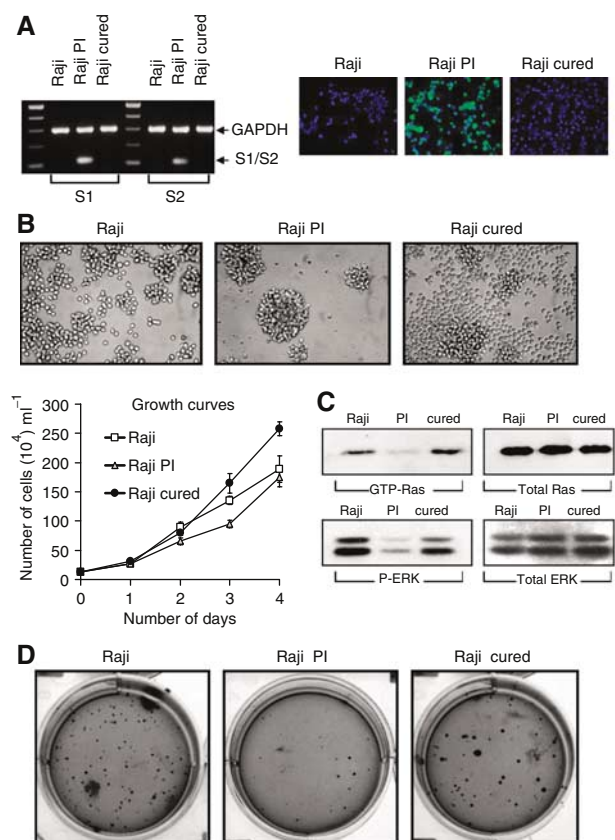 A
Raji
Raji PI
Raji cured
Raji
Raji PI
Raji cured
GAPDH
S1/S2
S1
S2
Raji
Raji PI
Raji cured
B
Raji
Raji PI
Raji cured
Growth curves
Raji
Raji PI
Raji cured
Number of cells (10⁴) ml⁻¹
300
250
200
150
100
50
0
0 1 2 3 4
Number of days
C
Raji PI cured
GTP-Ras
Raji PI cured
Total Ras
Raji PI cured
P-ERK
Raji PI cured
Total ERK
D
Raji
Raji PI
Raji cured